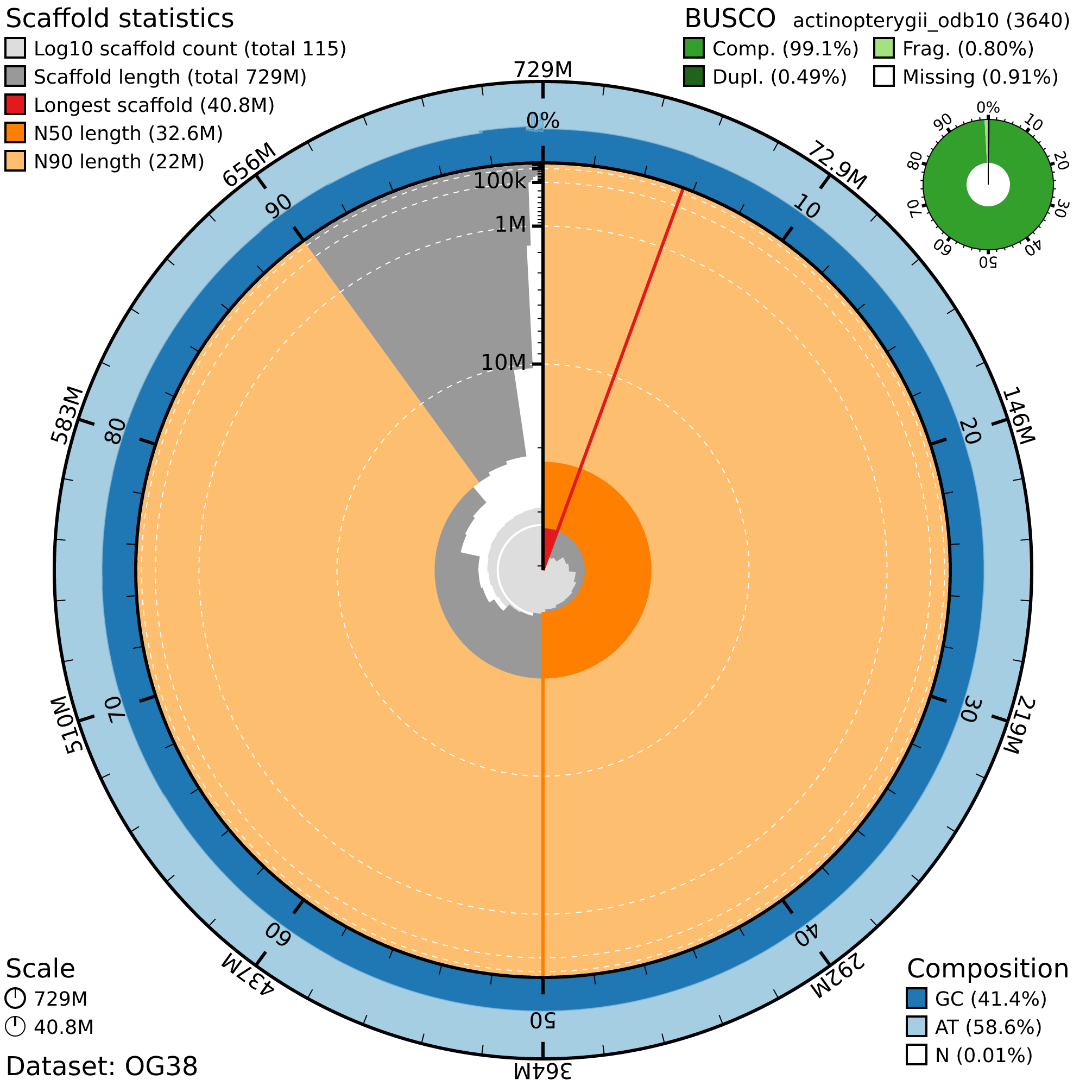 Scaffold statistics
Log10 scaffold count (total 115)
Scaffold length (total 729M)
Longest scaffold (40.8M)
N50 length (32.6M)
N90 length (22M)
BUSCO actinopterygii_odb10 (3640)
Comp. (99.1%) Frag. (0.80%)
Dupl. (0.49%) Missing (0.91%)
0%
10
20
30
40
50
60
70
80
90
729M
72.9M
146M
219M
292M
364M
437M
510M
583M
656M
0%
10
20
30
40
50
60
70
80
90
100k
1M
10M
Scale
729M
40.8M
Dataset: OG38
Composition
GC (41.4%)
AT (58.6%)
N (0.01%)